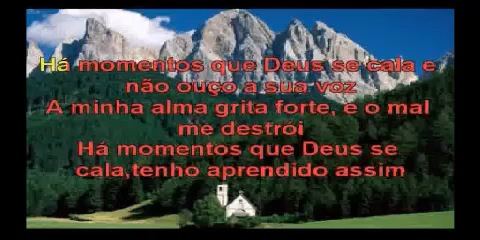 Há momentos que Deus se cala e
não ouço a sua voz
A minha alma grita forte, e o mal
me destrói
Há momentos que Deus se
cala,tenho aprendido assim